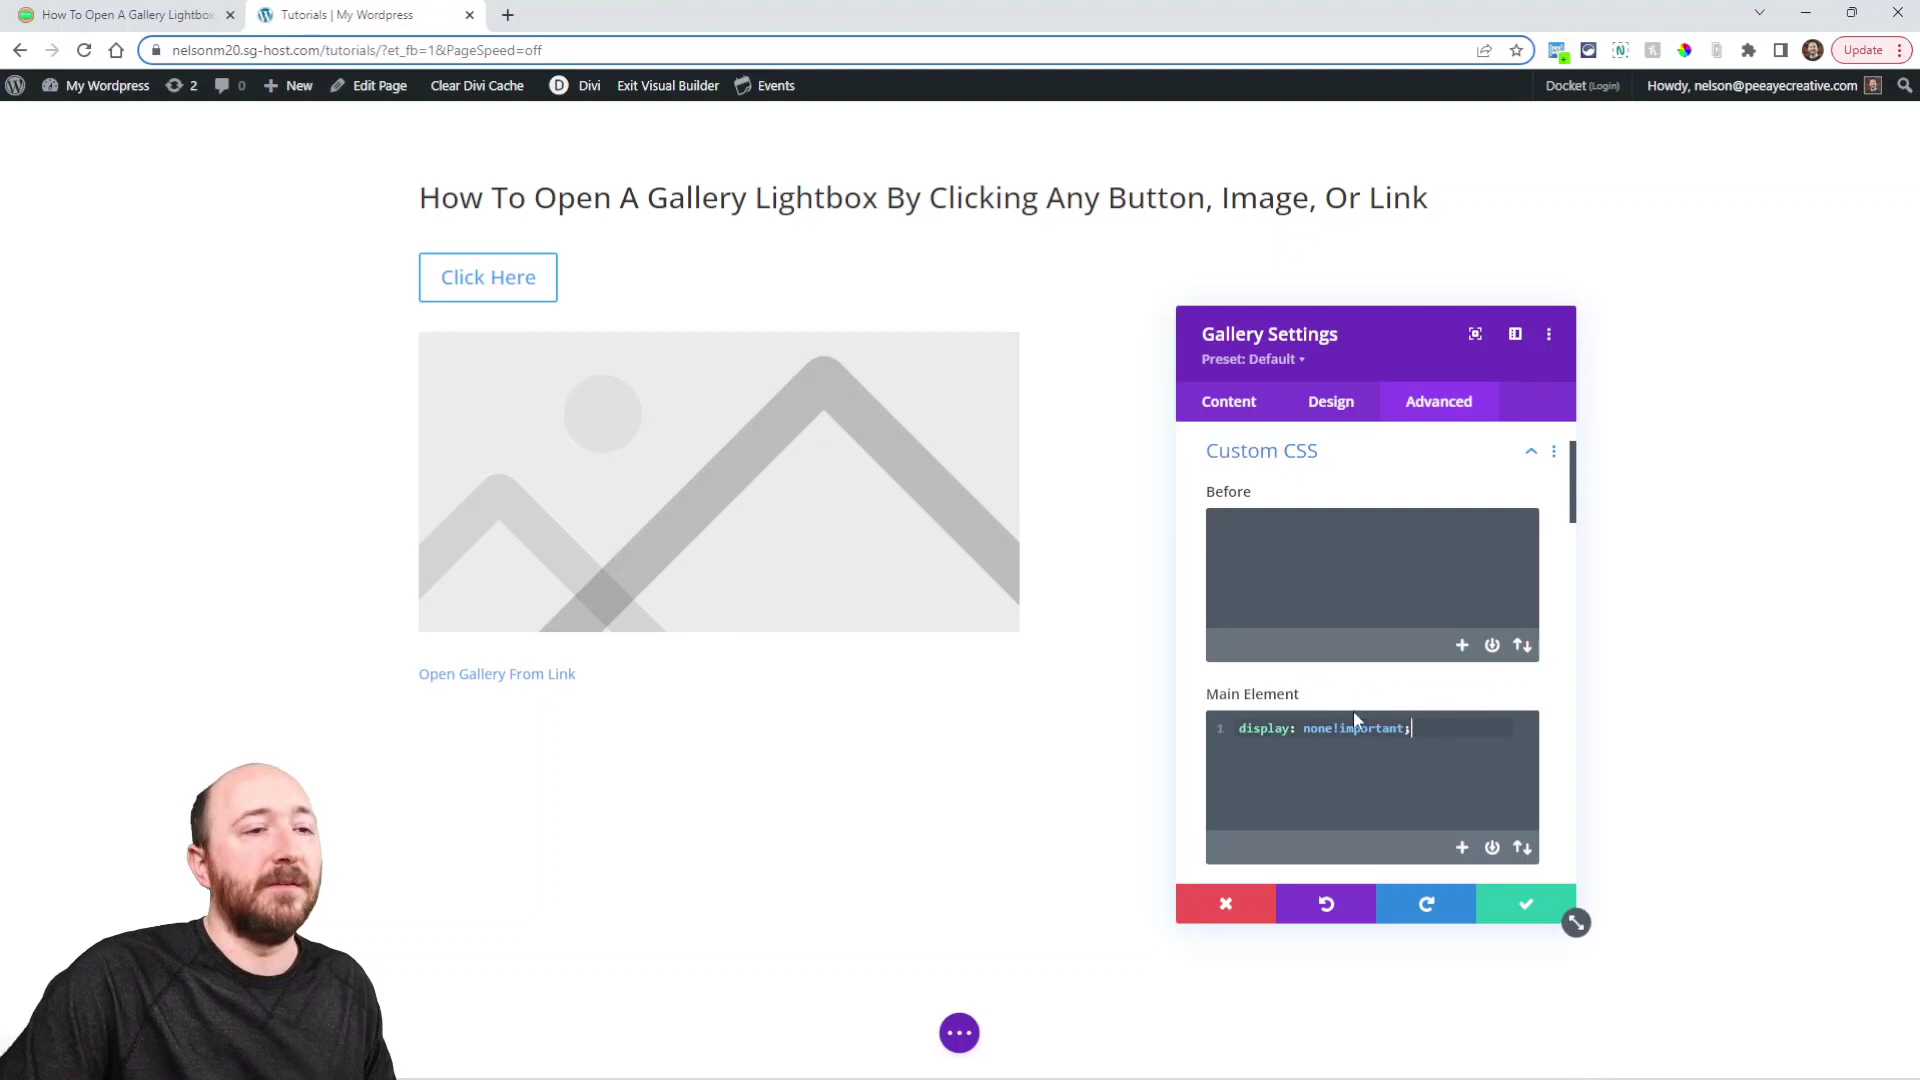 How To Open A Gallery Lightbox
Tutorials | My Wordpress
nelsonm20.sg-host.com/tutorials/?et_fb=1&PageSpeed=off
Update
My Wordpress
2
0
New
Edit Page
Clear Divi Cache
D
Divi
Exit Visual Builder
Events
Docket (Login)
Howdy, nelson@peeayecreative.com
How To Open A Gallery Lightbox By Clicking Any Button, Image, Or Link
Click Here
Open Gallery From Link
Gallery Settings
Preset: Default
Content
Design
Advanced
Custom CSS
Before
Main Element
1 display: none!important;